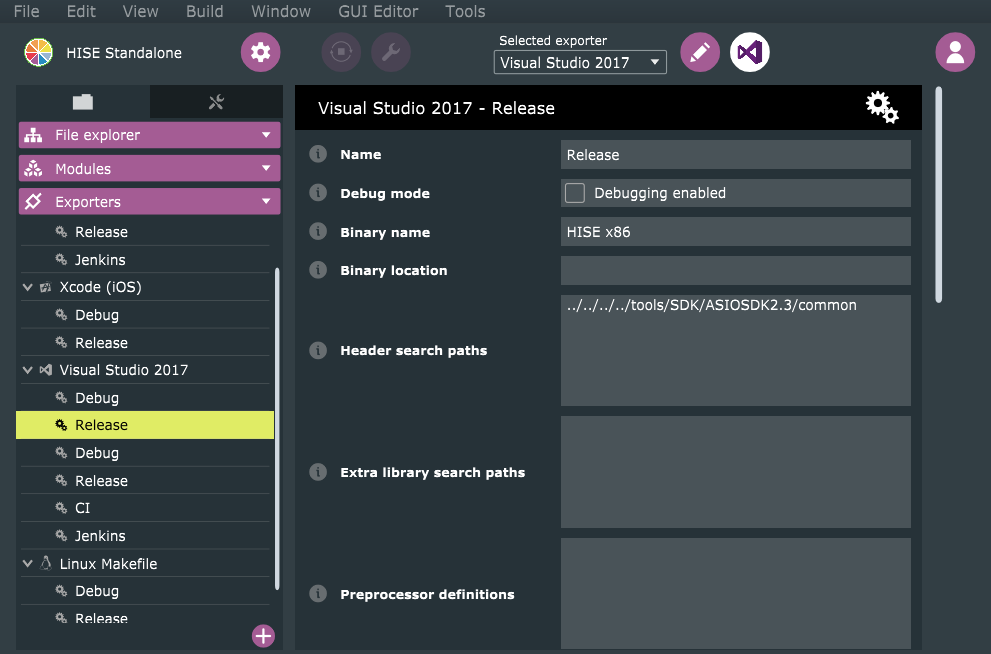 File Edit View Build Window GUI Editor Tools
HISE Standalone
Selected exporter
Visual Studio 2017
File explorer
Modules
Exporters
Release
Jenkins
Xcode (iOS)
Debug
Release
Visual Studio 2017
Debug
Release
Debug
Release
CI
Jenkins
Linux Makefile
Debug
Release
Visual Studio 2017 - Release
Name
Release
Debug mode
Debugging enabled
Binary name
HISE x86
Binary location
Header search paths
../../../../tools/SDK/ASIOSDK2.3/common
Extra library search paths
Preprocessor definitions